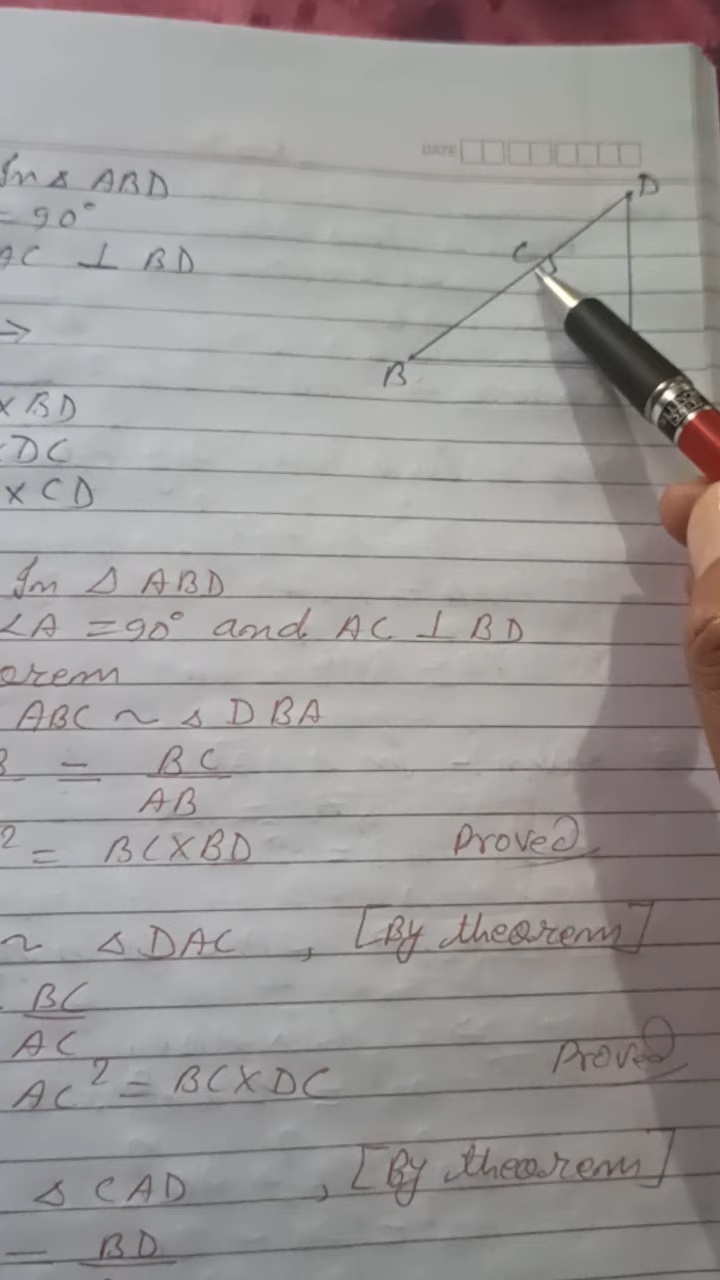 DATE
In △ ABD
= 90°
AC ⊥ BD
D
C
B
→
× BD
DC
× CD
In △ ABD
∠A = 90° and AC ⊥ BD
orem
ABC ~ △ DBA
= BC
AB
² = BC×BD Proved
~ △ DAC , [By theorem]
BC
AC
AC² = BC×DC Proved
△ CAD , [By theorem]
= BD